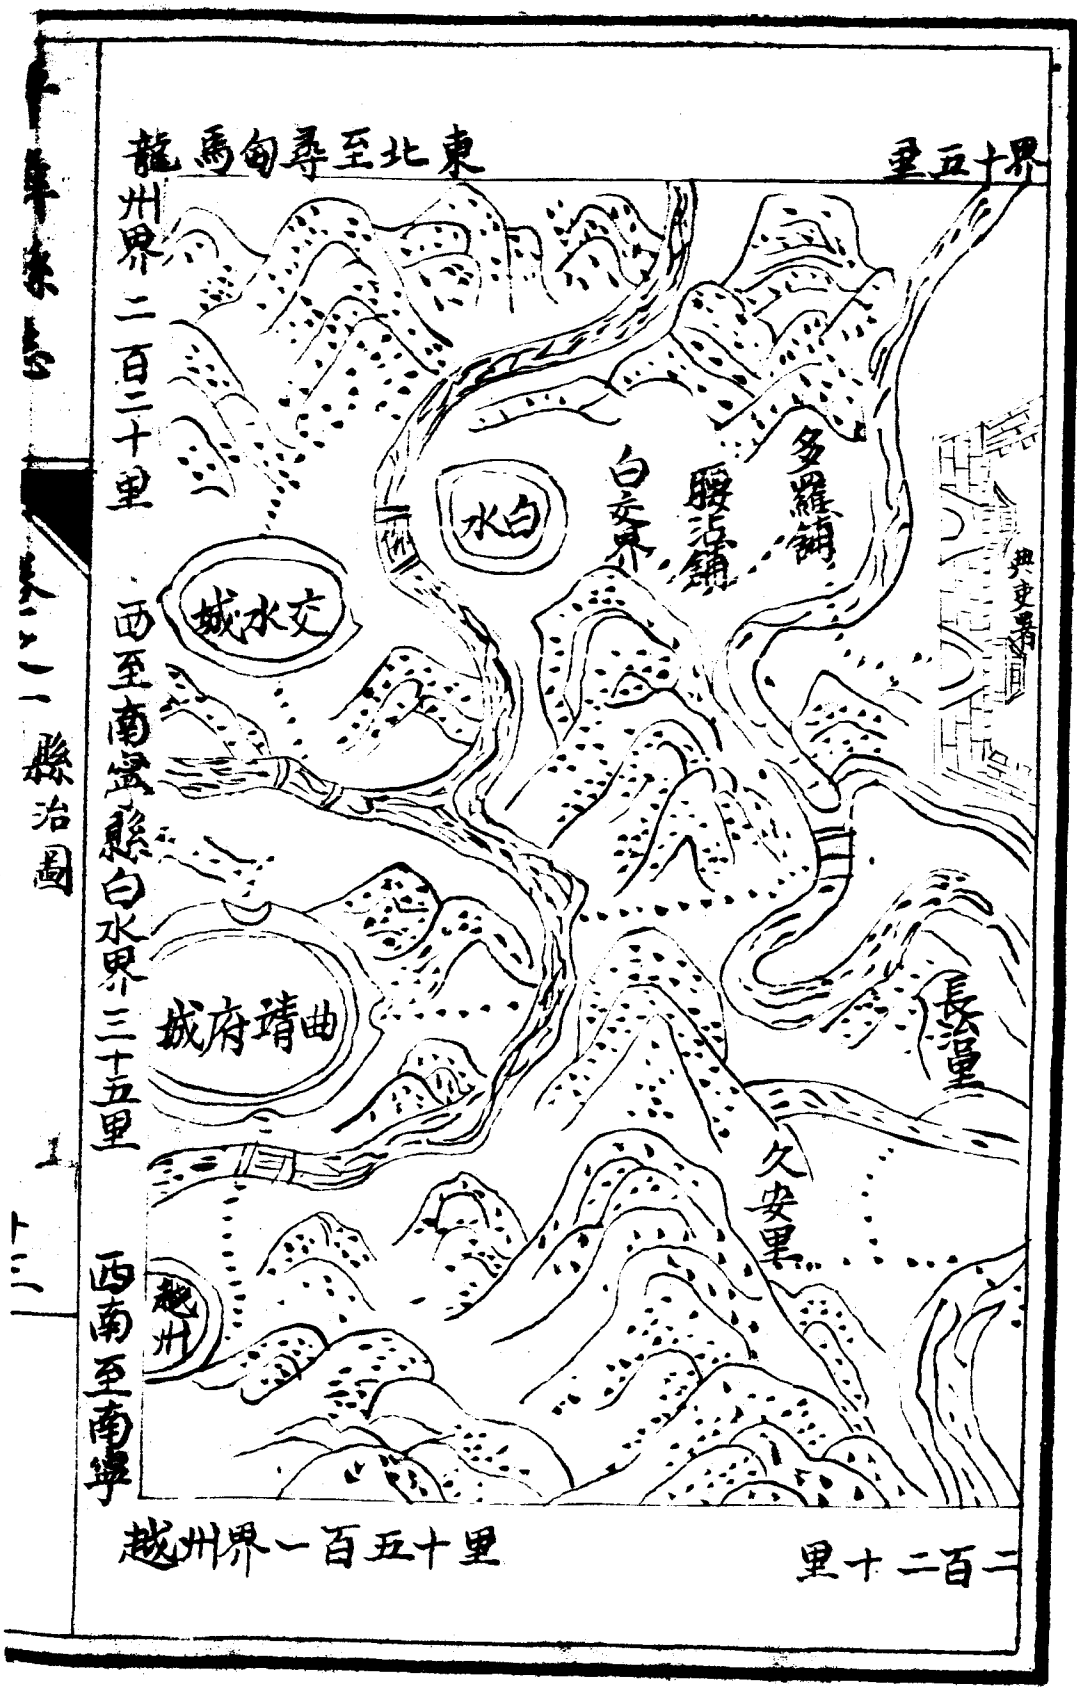 界十五里
東北至尋甸馬龍
州界二百二十里
西至南寧縣白水界三十五里
西南至南寧
越州界一百五十里
二百二十里
典史署
多羅鋪
腰沾鋪
白交界
白水
交水城
長治里
久安里
曲靖府城
越州
縣治圖
十三